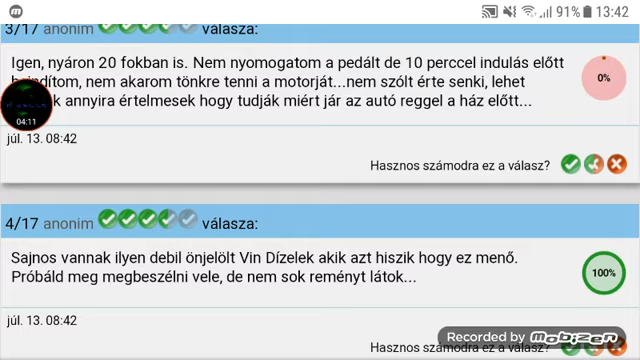 91% 13:42
3/17 anonim válasza:
Igen, nyáron 20 fokban is. Nem nyomogatom a pedált de 10 perccel indulás előtt
tom, nem akarom tönkre tenni a motorját...nem szólt érte senki, lehet
annyira értelmesek hogy tudják miért jár az autó reggel a ház előtt...
0%
04:11
júl. 13. 08:42
Hasznos számodra ez a válasz?
4/17 anonim válasza:
Sajnos vannak ilyen debil önjelölt Vin Dízelek akik azt hiszik hogy ez menő.
Próbáld meg megbeszélni vele, de nem sok reményt látok...
100%
júl. 13. 08:42
Recorded by mobizen
Hasznos számodra ez a válasz?